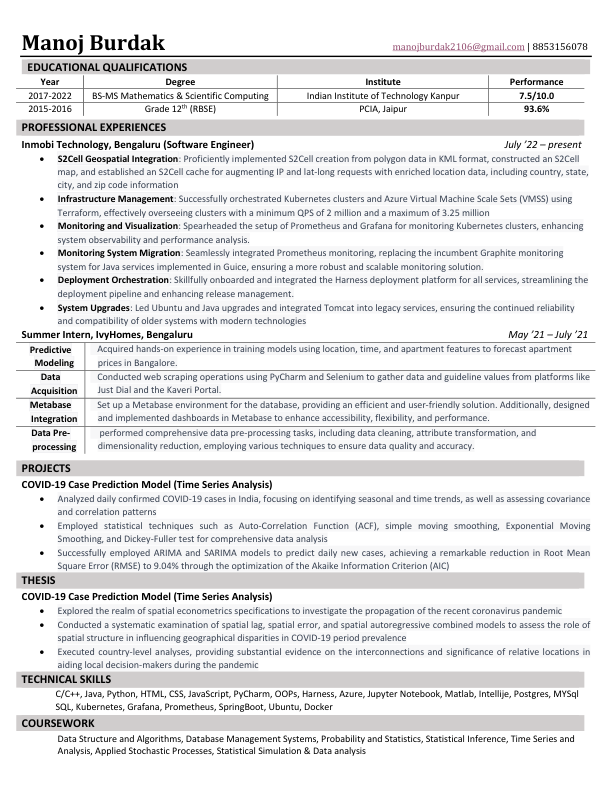 Manoj Burdak
manojburdak2106@gmail.com | 8853156078
EDUCATIONAL QUALIFICATIONS
Year Degree Institute Performance
2017-2022 BS-MS Mathematics & Scientific Computing Indian Institute of Technology Kanpur 7.5/10.0
2015-2016 Grade 12th (RBSE) PCIA, Jaipur 93.6%
PROFESSIONAL EXPERIENCES
Inmobi Technology, Bengaluru (Software Engineer) July '22 – present
• S2Cell Geospatial Integration: Proficiently implemented S2Cell creation from polygon data in KML format, constructed an S2Cell
map, and established an S2Cell cache for augmenting IP and lat-long requests with enriched location data, including country, state,
city, and zip code information
• Infrastructure Management: Successfully orchestrated Kubernetes clusters and Azure Virtual Machine Scale Sets (VMSS) using
Terraform, effectively overseeing clusters with a minimum QPS of 2 million and a maximum of 3.25 million
• Monitoring and Visualization: Spearheaded the setup of Prometheus and Grafana for monitoring Kubernetes clusters, enhancing
system observability and performance analysis.
• Monitoring System Migration: Seamlessly integrated Prometheus monitoring, replacing the incumbent Graphite monitoring
system for Java services implemented in Guice, ensuring a more robust and scalable monitoring solution.
• Deployment Orchestration: Skillfully onboarded and integrated the Harness deployment platform for all services, streamlining the
deployment pipeline and enhancing release management.
• System Upgrades: Led Ubuntu and Java upgrades and integrated Tomcat into legacy services, ensuring the continued reliability
and compatibility of older systems with modern technologies
Summer Intern, IvyHomes, Bengaluru May '21 – July '21
Predictive Acquired hands-on experience in training models using location, time, and apartment features to forecast apartment
Modeling prices in Bangalore.
Data Conducted web scraping operations using PyCharm and Selenium to gather data and guideline values from platforms like
Acquisition Just Dial and the Kaveri Portal.
Metabase Set up a Metabase environment for the database, providing an efficient and user-friendly solution. Additionally, designed
Integration and implemented dashboards in Metabase to enhance accessibility, flexibility, and performance.
Data Pre- performed comprehensive data pre-processing tasks, including data cleaning, attribute transformation, and
processing dimensionality reduction, employing various techniques to ensure data quality and accuracy.
PROJECTS
COVID-19 Case Prediction Model (Time Series Analysis)
• Analyzed daily confirmed COVID-19 cases in India, focusing on identifying seasonal and time trends, as well as assessing covariance
and correlation patterns
• Employed statistical techniques such as Auto-Correlation Function (ACF), simple moving smoothing, Exponential Moving
Smoothing, and Dickey-Fuller test for comprehensive data analysis
• Successfully employed ARIMA and SARIMA models to predict daily new cases, achieving a remarkable reduction in Root Mean
Square Error (RMSE) to 9.04% through the optimization of the Akaike Information Criterion (AIC)
THESIS
COVID-19 Case Prediction Model (Time Series Analysis)
• Explored the realm of spatial econometrics specifications to investigate the propagation of the recent coronavirus pandemic
• Conducted a systematic examination of spatial lag, spatial error, and spatial autoregressive combined models to assess the role of
spatial structure in influencing geographical disparities in COVID-19 period prevalence
• Executed country-level analyses, providing substantial evidence on the interconnections and significance of relative locations in
aiding local decision-makers during the pandemic
TECHNICAL SKILLS
C/C++, Java, Python, HTML, CSS, JavaScript, PyCharm, OOPs, Harness, Azure, Jupyter Notebook, Matlab, Intellije, Postgres, MYSql
SQL, Kubernetes, Grafana, Prometheus, SpringBoot, Ubuntu, Docker
COURSEWORK
Data Structure and Algorithms, Database Management Systems, Probability and Statistics, Statistical Inference, Time Series and
Analysis, Applied Stochastic Processes, Statistical Simulation & Data analysis